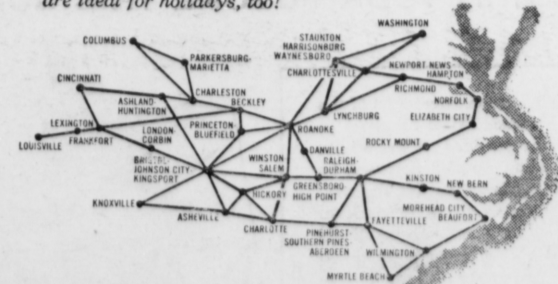 are ideal for holidays, too!
COLUMBUS
WASHINGTON
STAUNTON
HARRISONBURG
WAYNESBORO
PARKERSBURG-
MARIETTA
CHARLOTTESVILLE
NEWPORT NEWS-
HAMPTON
CINCINNATI
CHARLESTON
RICHMOND
ASHLAND-
HUNTINGTON
BECKLEY
NORFOLK
LYNCHBURG
ELIZABETH CITY
LEXINGTON
PRINCETON-
BLUEFIELD
ROANOKE
FRANKFORT
LOUISVILLE
LONDON-
CORBIN
DANVILLE
ROCKY MOUNT
BRISTOL-
JOHNSON CITY
KINGSPORT
WINSTON
SALEM
RALEIGH-
DURHAM
KINSTON
HICKORY
GREENSBORO-
HIGH POINT
NEW BERN
KNOXVILLE
MOREHEAD CITY
BEAUFORT
ASHEVILLE
CHARLOTTE
FAYETTEVILLE
PINEHURST-
SOUTHERN PINES-
ABERDEEN
WILMINGTON
MYRTLE BEACH